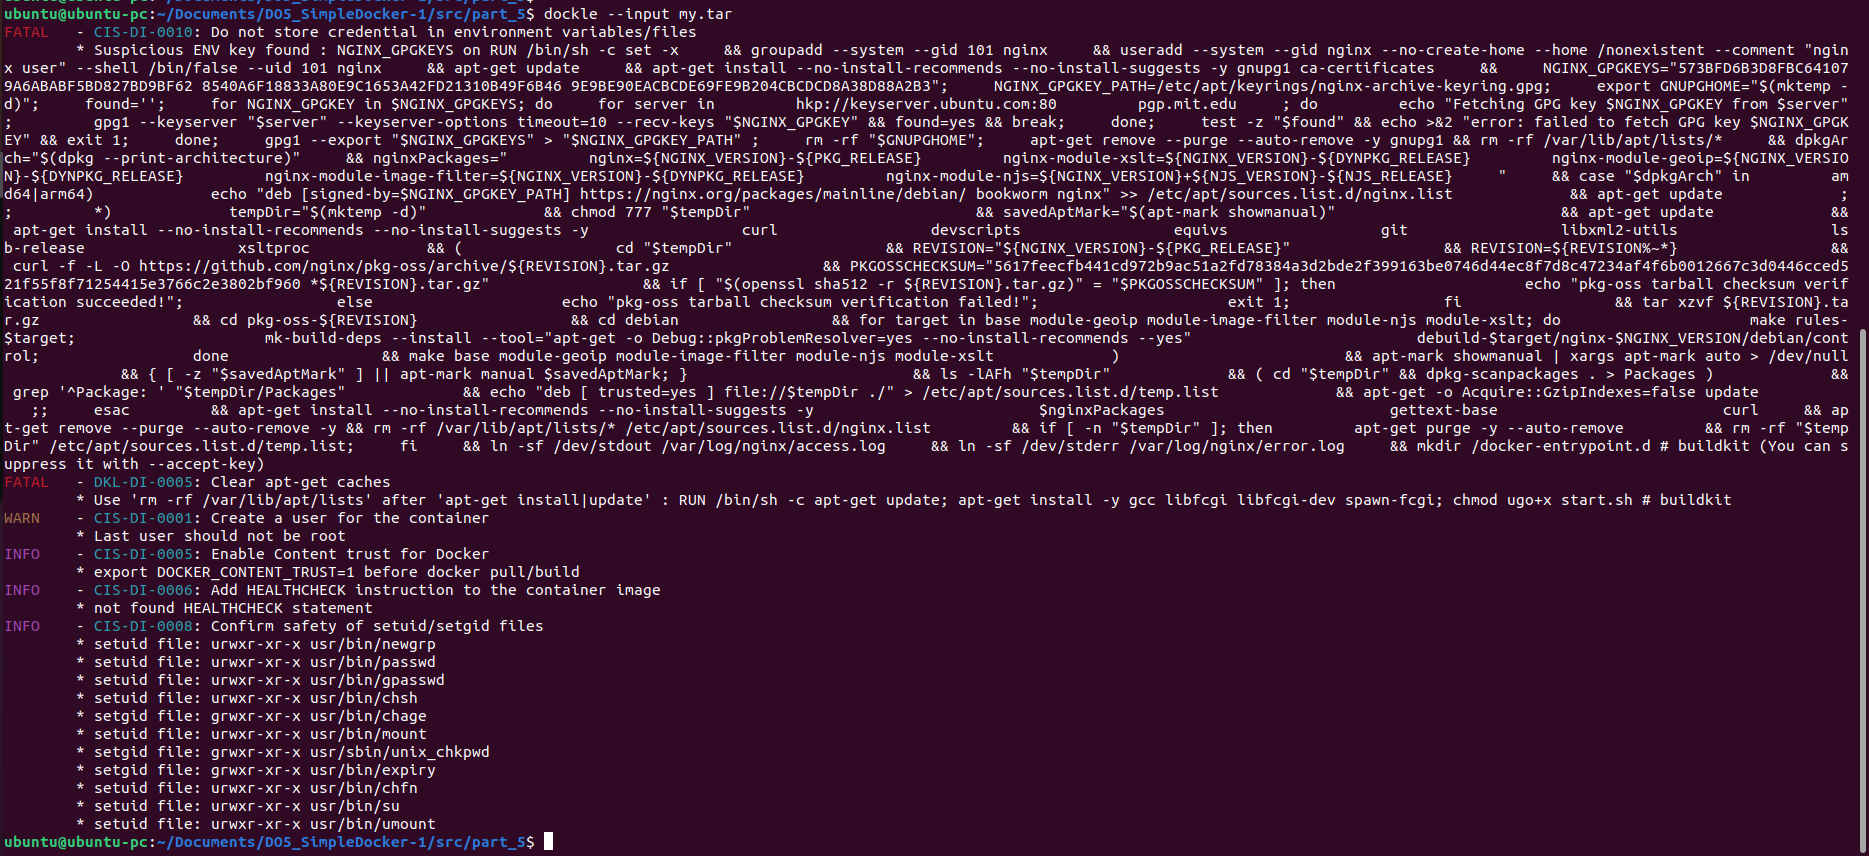 ubuntu@ubuntu-pc:~/Documents/DO5_SimpleDocker-1/src/part_5$ dockle --input my.tar
FATAL   - CIS-DI-0010: Do not store credential in environment variables/files
        * Suspicious ENV key found : NGINX_GPGKEYS on RUN /bin/sh -c set -x     && groupadd --system --gid 101 nginx     && useradd --system --gid nginx --no-create-home --home /nonexistent --comment "ngin
x user" --shell /bin/false --uid 101 nginx     && apt-get update     && apt-get install --no-install-recommends --no-install-suggests -y gnupg1 ca-certificates     &&     NGINX_GPGKEYS="573BFD6B3D8FBC64107
9A6ABABF5BD827BD9BF62 8540A6F18833A80E9C1653A42FD21310B49F6B46 9E9BE90EACBCDE69FE9B204CBCDCD8A38D88A2B3";     NGINX_GPGKEY_PATH=/etc/apt/keyrings/nginx-archive-keyring.gpg;     export GNUPGHOME="$(mktemp -
d)";     found='';     for NGINX_GPGKEY in $NGINX_GPGKEYS; do     for server in         hkp://keyserver.ubuntu.com:80         pgp.mit.edu     ; do         echo "Fetching GPG key $NGINX_GPGKEY from $server"
;         gpg1 --keyserver "$server" --keyserver-options timeout=10 --recv-keys "$NGINX_GPGKEY" && found=yes && break;     done;     test -z "$found" && echo >&2 "error: failed to fetch GPG key $NGINX_GPGK
EY" && exit 1;     done;     gpg1 --export "$NGINX_GPGKEYS" > "$NGINX_GPGKEY_PATH" ;     rm -rf "$GNUPGHOME";     apt-get remove --purge --auto-remove -y gnupg1 && rm -rf /var/lib/apt/lists/*     && dpkgAr
ch="$(dpkg --print-architecture)"     && nginxPackages="         nginx=${NGINX_VERSION}-${PKG_RELEASE}         nginx-module-xslt=${NGINX_VERSION}-${DYNPKG_RELEASE}         nginx-module-geoip=${NGINX_VERSIO
N}-${DYNPKG_RELEASE}         nginx-module-image-filter=${NGINX_VERSION}-${DYNPKG_RELEASE}         nginx-module-njs=${NGINX_VERSION}+${NJS_VERSION}-${NJS_RELEASE}     "     && case "$dpkgArch" in         am
d64|arm64)             echo "deb [signed-by=$NGINX_GPGKEY_PATH] https://nginx.org/packages/mainline/debian/ bookworm nginx" >> /etc/apt/sources.list.d/nginx.list             && apt-get update             ;
;         *)             tempDir="$(mktemp -d)"             && chmod 777 "$tempDir"                         && savedAptMark="$(apt-mark showmanual)"                         && apt-get update             &&
 apt-get install --no-install-recommends --no-install-suggests -y                 curl                 devscripts                 equivs                 git                 libxml2-utils                 ls
b-release                 xsltproc             && (                 cd "$tempDir"                 && REVISION="${NGINX_VERSION}-${PKG_RELEASE}"                 && REVISION=${REVISION%~*}                 &&
 curl -f -L -O https://github.com/nginx/pkg-oss/archive/${REVISION}.tar.gz                 && PKGOSSCHECKSUM="5617feecfb441cd972b9ac51a2fd78384a3d2bde2f399163be0746d44ec8f7d8c47234af4f6b0012667c3d0446cced5
521f55f8f71254415e3766c2e3802bf960 *${REVISION}.tar.gz"                 && if [ "$(openssl sha512 -r ${REVISION}.tar.gz)" = "$PKGOSSCHECKSUM" ]; then                     echo "pkg-oss tarball checksum verif
ication succeeded!";                 else                     echo "pkg-oss tarball checksum verification failed!";                     exit 1;                 fi                 && tar xzvf ${REVISION}.ta
r.gz                 && cd pkg-oss-${REVISION}                 && cd debian                 && for target in base module-geoip module-image-filter module-njs module-xslt; do                     make rules-
$target;                     mk-build-deps --install --tool="apt-get -o Debug::pkgProblemResolver=yes --no-install-recommends --yes"                         debuild-$target/nginx-$NGINX_VERSION/debian/cont
rol;                 done                 && make base module-geoip module-image-filter module-njs module-xslt             )                         && apt-mark showmanual | xargs apt-mark auto > /dev/null
             && { [ -z "$savedAptMark" ] || apt-mark manual $savedAptMark; }                         && ls -lAFh "$tempDir"             && ( cd "$tempDir" && dpkg-scanpackages . > Packages )             &&
 grep '^Package: ' "$tempDir/Packages"             && echo "deb [ trusted=yes ] file://$tempDir ./" > /etc/apt/sources.list.d/temp.list             && apt-get -o Acquire::GzipIndexes=false update
   ;;     esac         && apt-get install --no-install-recommends --no-install-suggests -y                         $nginxPackages                         gettext-base                         curl     && ap
t-get remove --purge --auto-remove -y && rm -rf /var/lib/apt/lists/* /etc/apt/sources.list.d/nginx.list         && if [ -n "$tempDir" ]; then         apt-get purge -y --auto-remove         && rm -rf "$temp
Dir" /etc/apt/sources.list.d/temp.list;     fi     && ln -sf /dev/stdout /var/log/nginx/access.log     && ln -sf /dev/stderr /var/log/nginx/error.log     && mkdir /docker-entrypoint.d # buildkit (You can s
uppress it with --accept-key)
FATAL   - DKL-DI-0005: Clear apt-get caches
        * Use 'rm -rf /var/lib/apt/lists' after 'apt-get install|update' : RUN /bin/sh -c apt-get update; apt-get install -y gcc libfcgi libfcgi-dev spawn-fcgi; chmod ugo+x start.sh # buildkit
WARN    - CIS-DI-0001: Create a user for the container
        * Last user should not be root
INFO    - CIS-DI-0005: Enable Content trust for Docker
        * export DOCKER_CONTENT_TRUST=1 before docker pull/build
INFO    - CIS-DI-0006: Add HEALTHCHECK instruction to the container image
        * not found HEALTHCHECK statement
INFO    - CIS-DI-0008: Confirm safety of setuid/setgid files
        * setuid file: urwxr-xr-x usr/bin/newgrp
        * setuid file: urwxr-xr-x usr/bin/passwd
        * setuid file: urwxr-xr-x usr/bin/gpasswd
        * setuid file: urwxr-xr-x usr/bin/chsh
        * setgid file: grwxr-xr-x usr/bin/chage
        * setuid file: urwxr-xr-x usr/bin/mount
        * setgid file: grwxr-xr-x usr/sbin/unix_chkpwd
        * setgid file: grwxr-xr-x usr/bin/expiry
        * setuid file: urwxr-xr-x usr/bin/chfn
        * setuid file: urwxr-xr-x usr/bin/su
        * setuid file: urwxr-xr-x usr/bin/umount
ubuntu@ubuntu-pc:~/Documents/DO5_SimpleDocker-1/src/part_5$